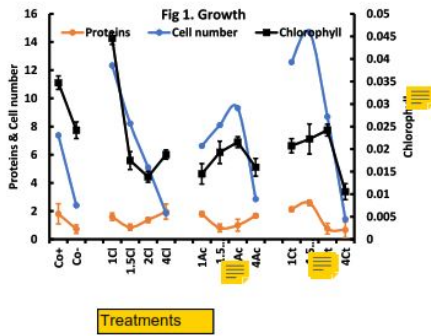 Fig 1. Growth
Proteins
Cell number
Chlorophyll
Proteins & Cell number
16
14
12
10
8
6
4
2
0
0.05
0.045
0.04
0.035
0.03
0.025
0.02
0.015
0.01
0.005
0
Co+
Co-
1Cl
1.5Cl
2Cl
4Cl
1Ac
1.5...
4Ac
1Ct
4Ct
Treatments